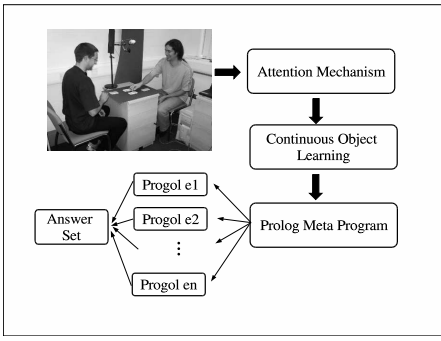 Attention Mechanism
Continuous Object
Learning
Progol e1
Answer
Set
Progol e2
Prolog Meta Program
Progol en